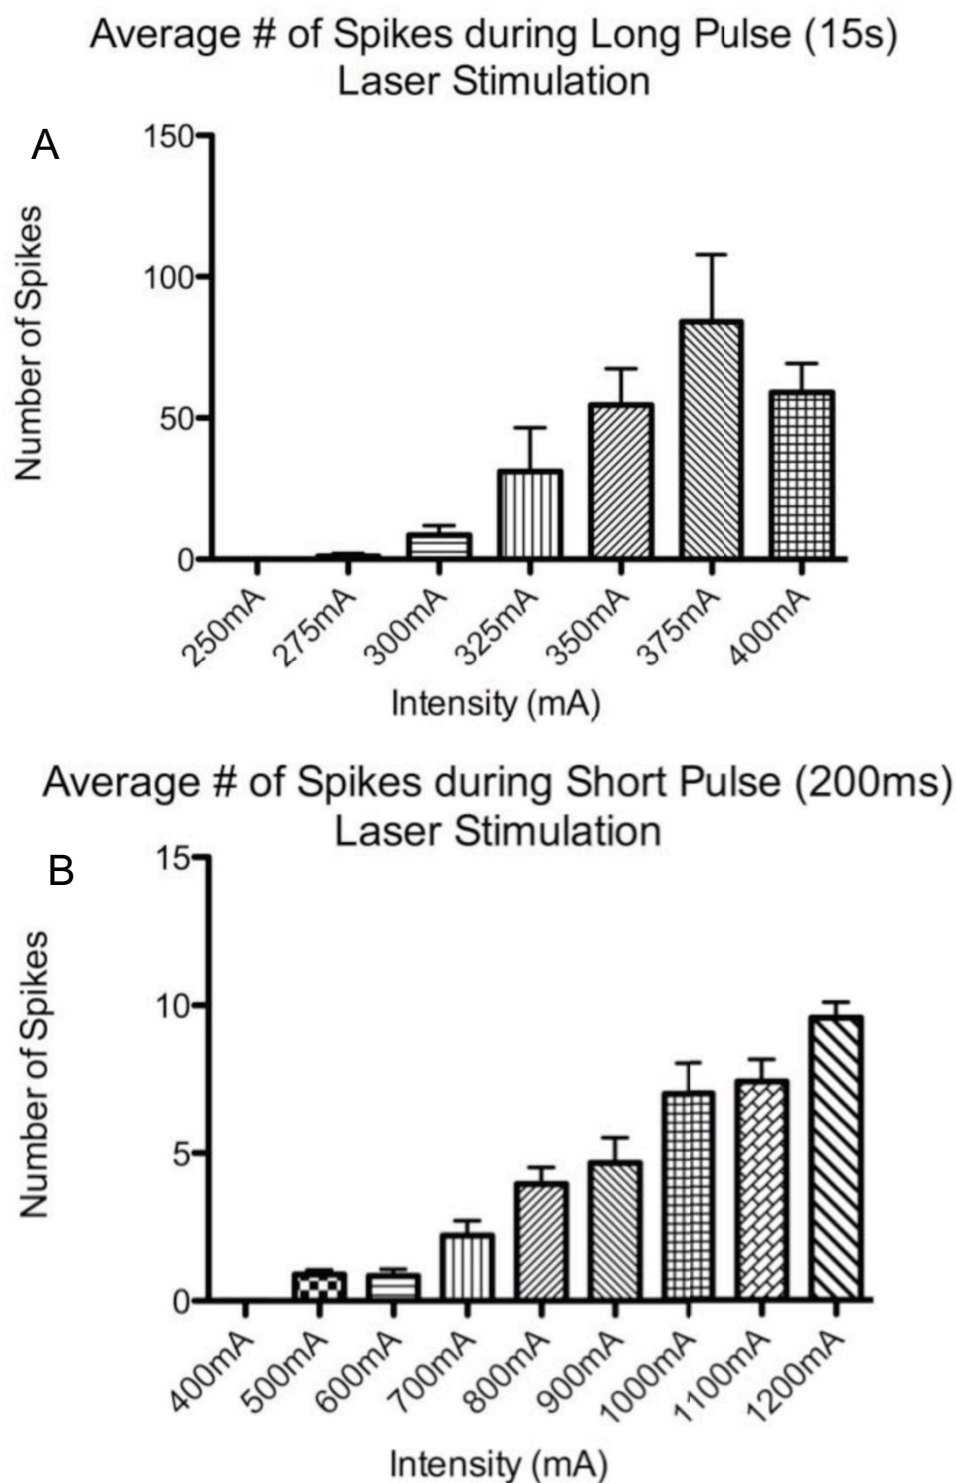 Average # of Spikes during Long Pulse (15s)
Laser Stimulation
A
150
100
50
0
Number of Spikes
250mA
275mA
300mA
325mA
350mA
375mA
400mA
Intensity (mA)
Average # of Spikes during Short Pulse (200ms)
Laser Stimulation
B
15
10
5
0
Number of Spikes
400mA
500mA
600mA
700mA
800mA
900mA
1000mA
1100mA
1200mA
Intensity (mA)